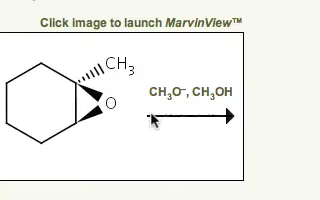 Click image to launch MarvinView™
CH₃
O
CH₃O⁻, CH₃OH